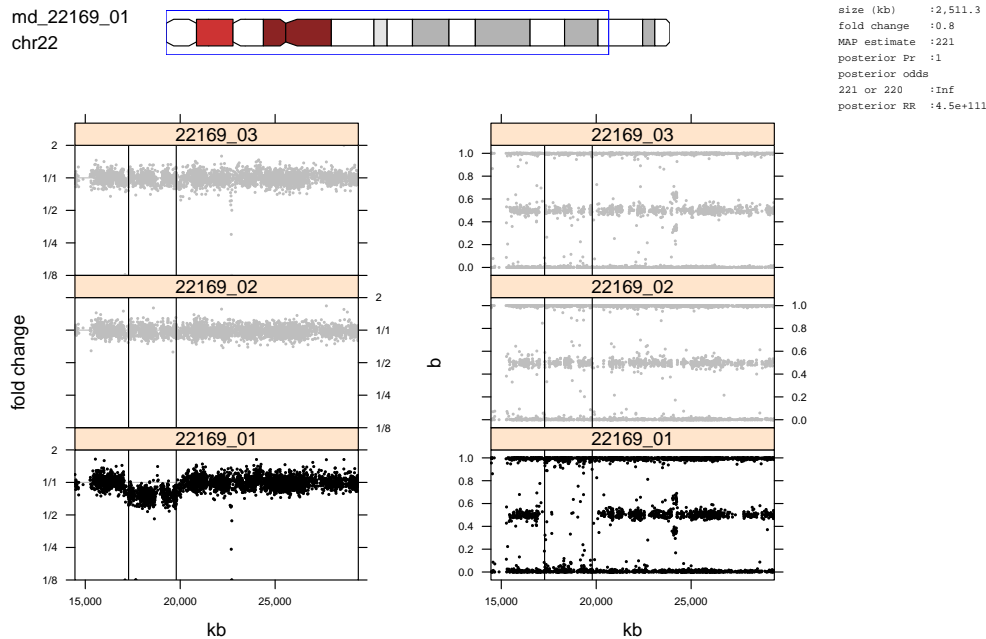 md_22169_01
chr22
size (kb) :2,511.3
fold change :0.8
MAP estimate :221
posterior Pr :1
posterior odds
221 or 220 :Inf
posterior RR :4.5e+111
22169_03
2
1/1
1/2
1/4
1/8
22169_02
2
1/1
1/2
1/4
1/8
22169_01
2
1/1
1/2
1/4
1/8
15,000 20,000 25,000
kb
fold change
22169_03
1.0
0.8
0.6
0.4
0.2
0.0
22169_02
1.0
0.8
0.6
0.4
0.2
0.0
22169_01
1.0
0.8
0.6
0.4
0.2
0.0
15,000 20,000 25,000
kb
b